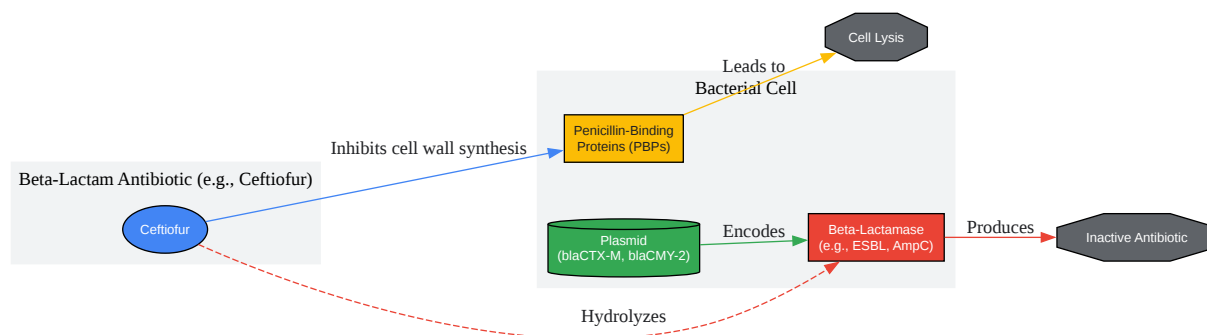 Cell Lysis
Leads to
Bacterial Cell
Penicillin-Binding
Proteins (PBPs)
Inhibits cell wall synthesis
Beta-Lactam Antibiotic (e.g., Ceftiofur)
Ceftiofur
Plasmid
(blaCTX-M, blaCMY-2)
Encodes
Beta-Lactamase
(e.g., ESBL, AmpC)
Produces
Inactive Antibiotic
Hydrolyzes